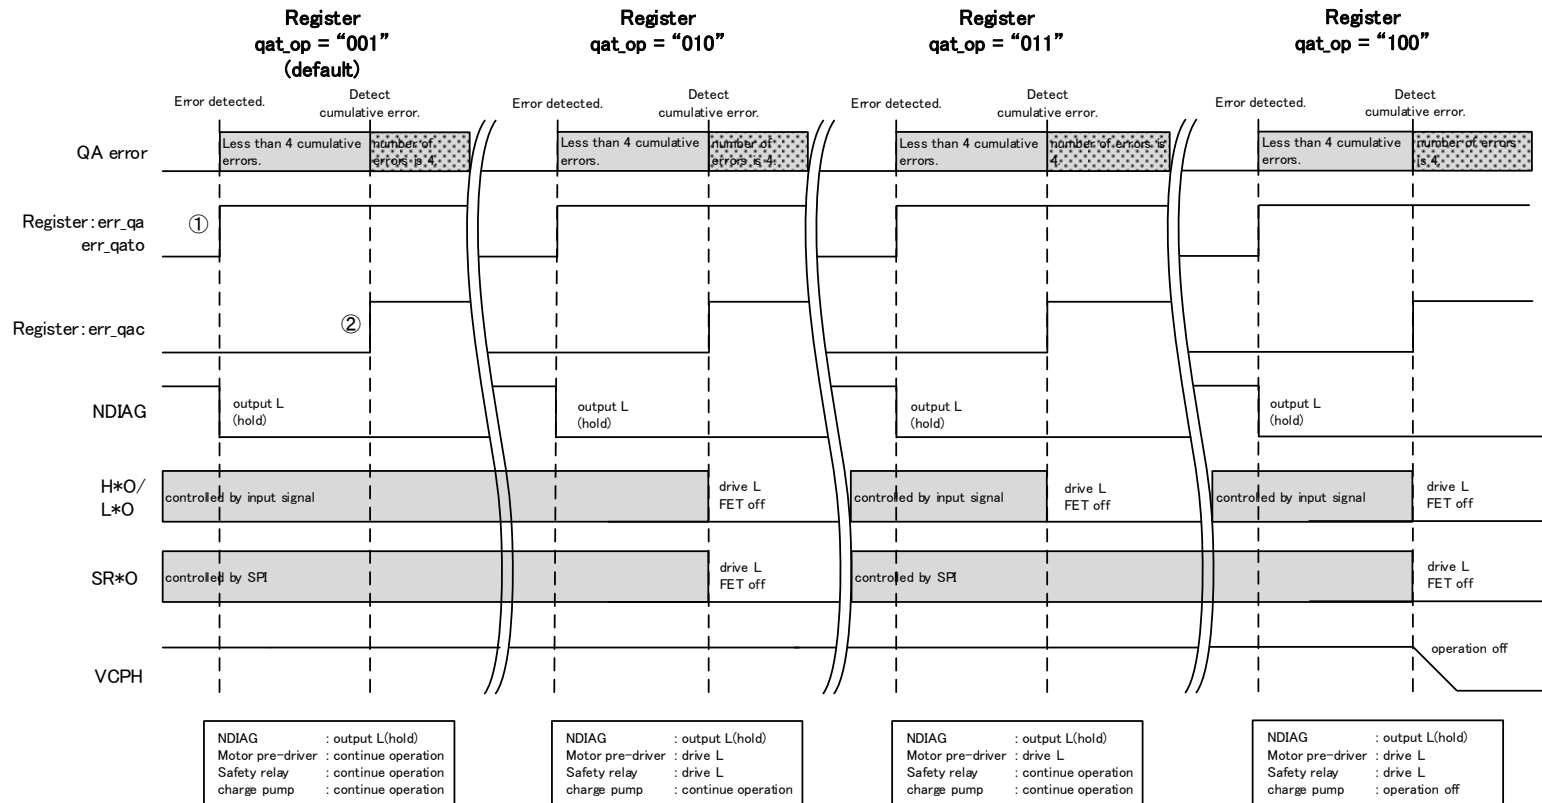 Register
qat_op = “001”
(default)
Register
qat_op = “010”
Register
qat_op = “011”
Register
qat_op = “100”
Error detected.
Detect
cumulative error.
Error detected.
Detect
cumulative error.
Error detected.
Detect
cumulative error.
Error detected.
Detect
cumulative error.
QA error
Less than 4 cumulative
errors.
number of
errors is 4.
Less than 4 cumulative
errors.
number of
errors is 4.
Less than 4 cumulative
errors.
number of errors is
4.
Less than 4 cumulative
errors.
number of errors
is 4.
Register:err_qa
err_qato
①
Register:err_qac
②
NDIAG
output L
(hold)
output L
(hold)
output L
(hold)
output L
(hold)
H*O/
L*O
controlled by input signal
drive L
FET off
controlled by input signal
drive L
FET off
controlled by input signal
drive L
FET off
SR*O
controlled by SPI
drive L
FET off
controlled by SPI
drive L
FET off
VCPH
operation off
NDIAG : output L(hold)
Motor pre-driver : continue operation
Safety relay : continue operation
charge pump : continue operation
NDIAG : output L(hold)
Motor pre-driver : drive L
Safety relay : drive L
charge pump : continue operation
NDIAG : output L(hold)
Motor pre-driver : drive L
Safety relay : continue operation
charge pump : continue operation
NDIAG : output L(hold)
Motor pre-driver : drive L
Safety relay : drive L
charge pump : operation off